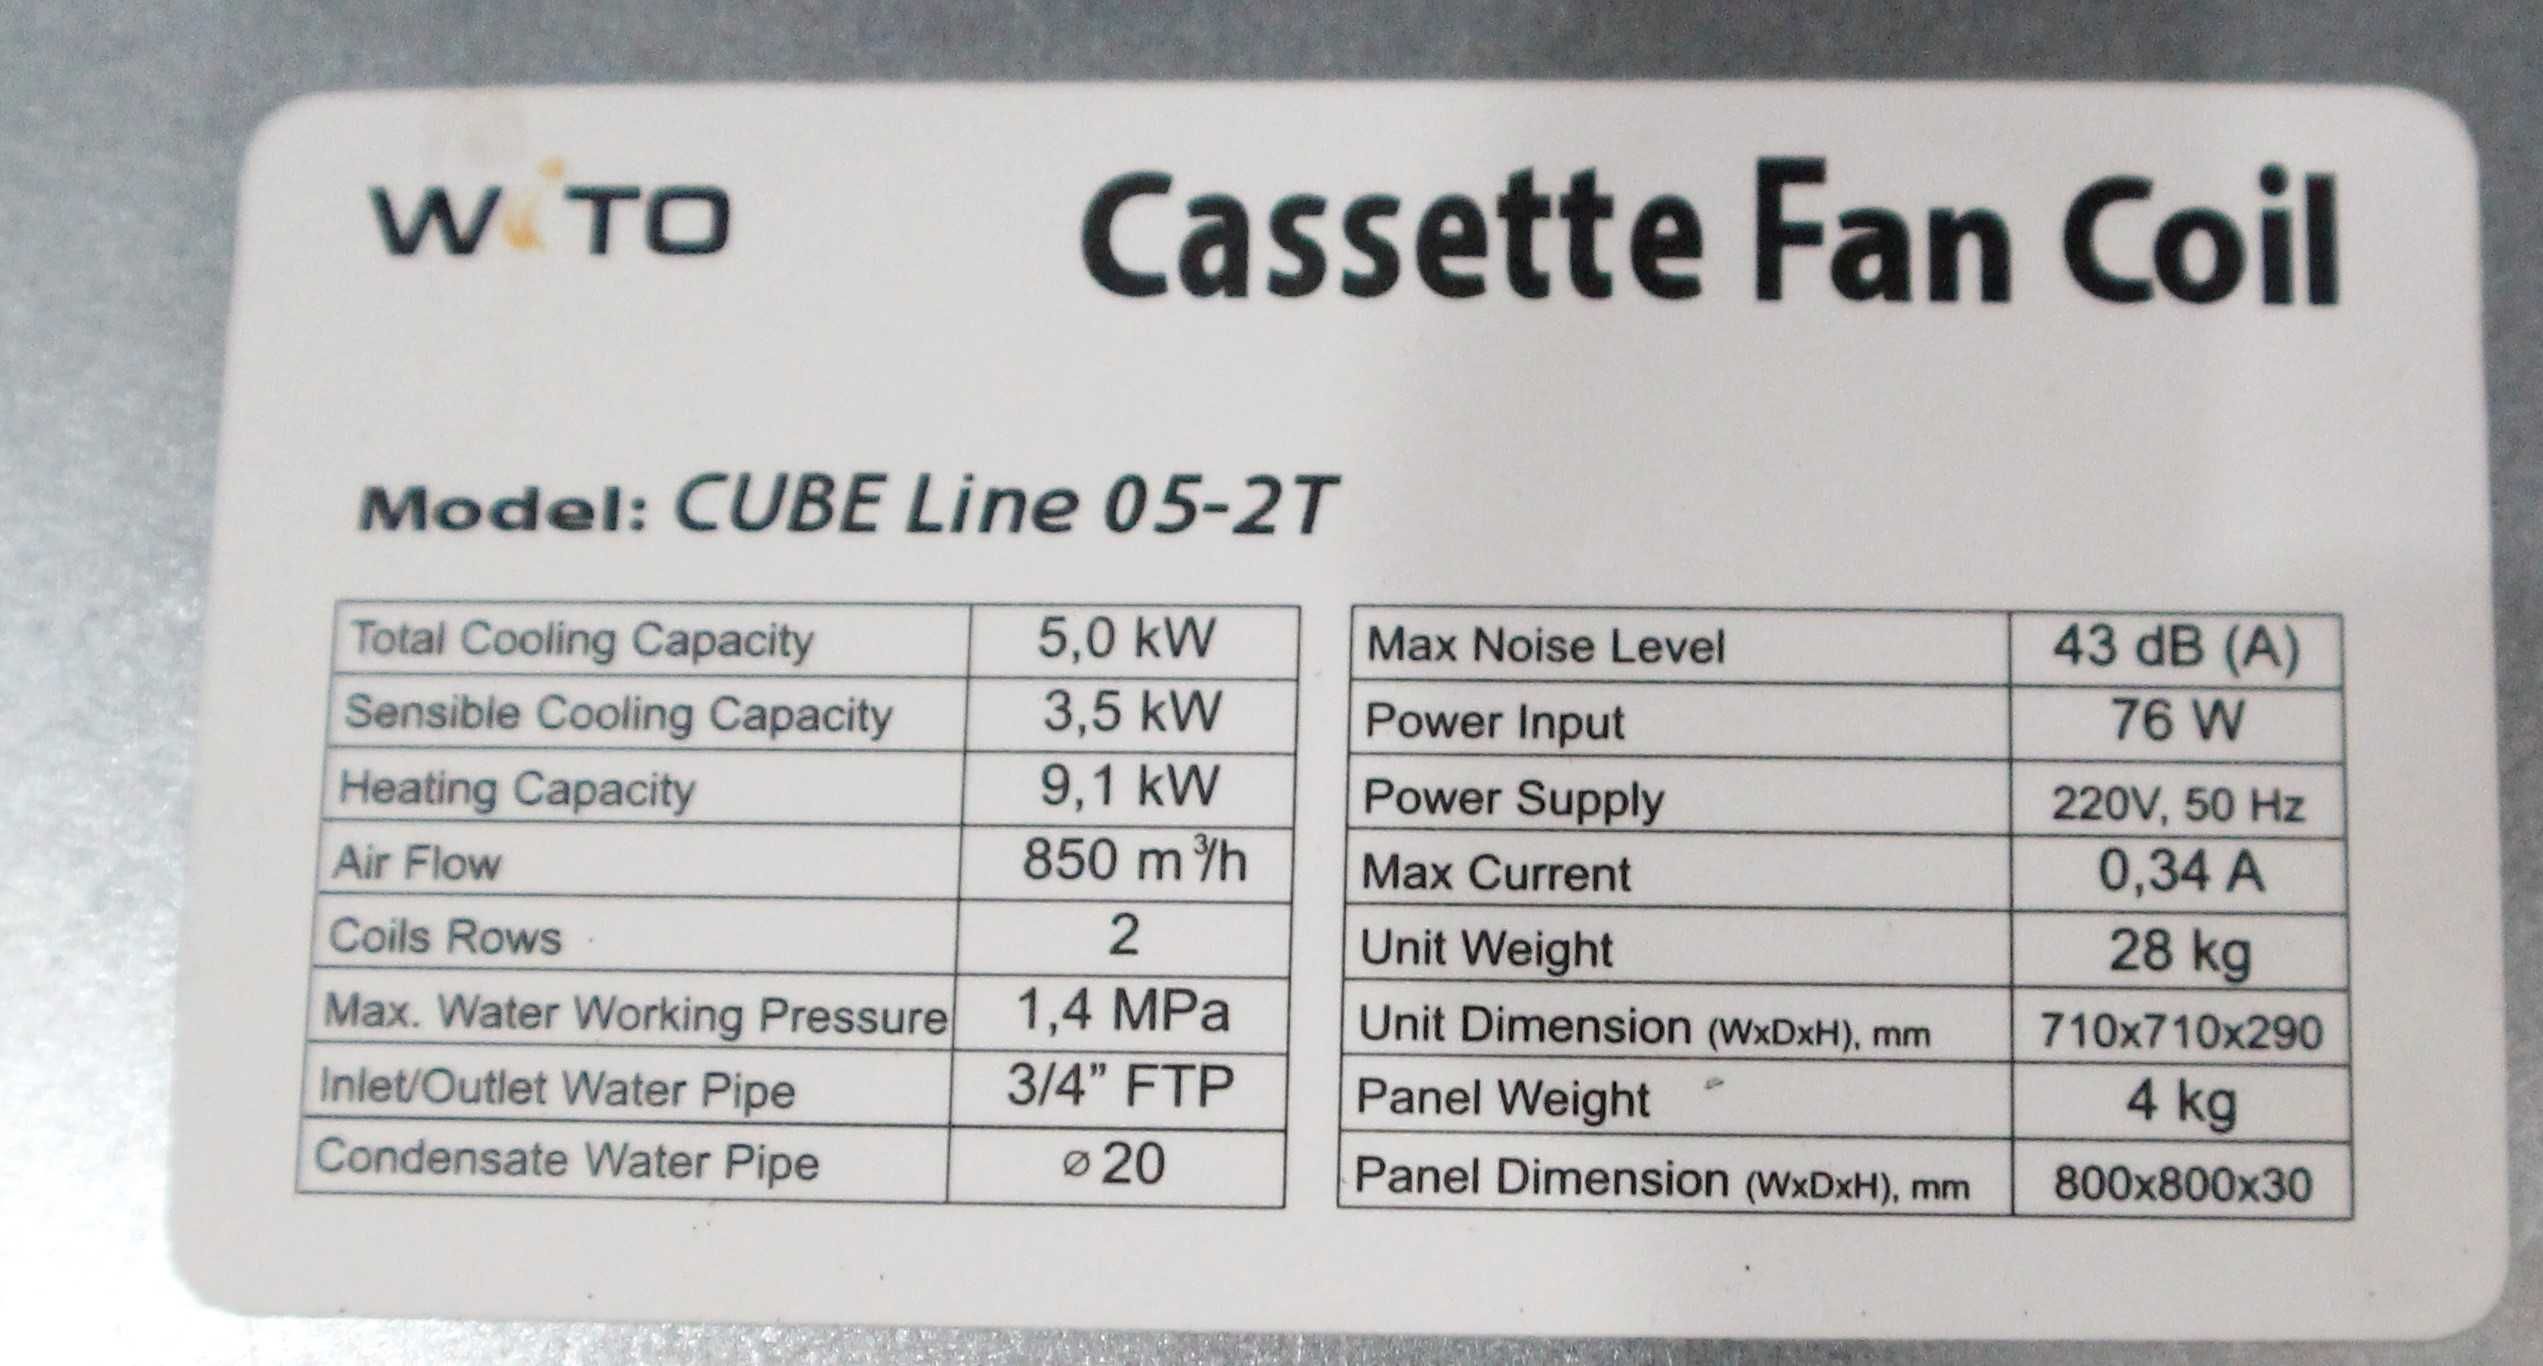 WiTO
Cassette Fan Coil
Model: CUBE Line 05-2T
Total Cooling Capacity 5,0 kW
Sensible Cooling Capacity 3,5 kW
Heating Capacity 9,1 kW
Air Flow 850 m³/h
Coils Rows 2
Max. Water Working Pressure 1,4 MPa
Inlet/Outlet Water Pipe 3/4” FTP
Condensate Water Pipe ⌀20
Max Noise Level 43 dB (A)
Power Input 76 W
Power Supply 220V, 50 Hz
Max Current 0,34 A
Unit Weight 28 kg
Unit Dimension (WxDxH), mm 710x710x290
Panel Weight 4 kg
Panel Dimension (WxDxH), mm 800x800x30